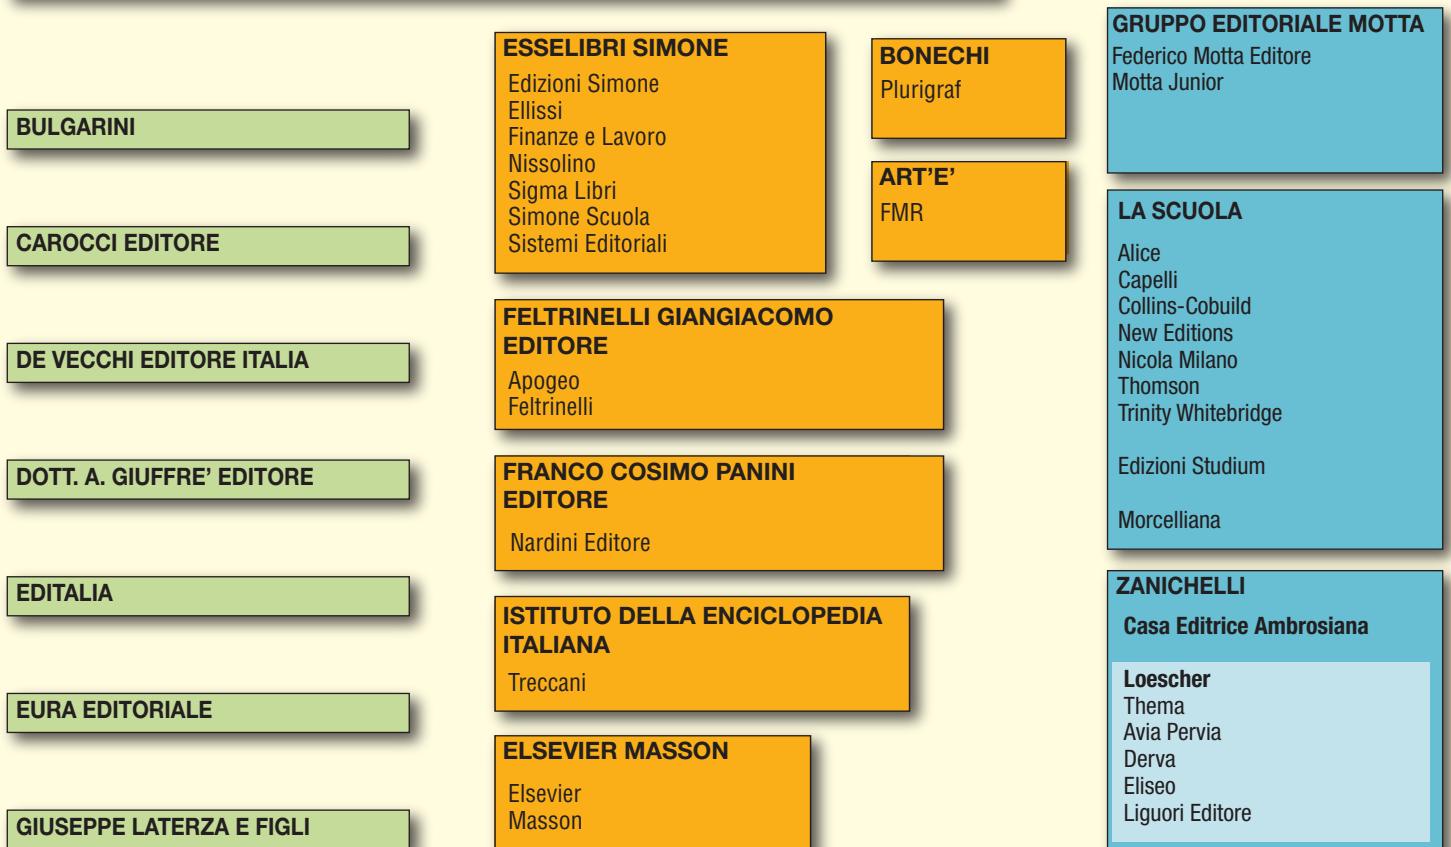 BULGARINI
CAROCCI EDITORE
DE VECCHI EDITORE ITALIA
DOTT. A. GIUFFRE’ EDITORE
EDITALIA
EURA EDITORIALE
GIUSEPPE LATERZA E FIGLI
ESSELIBRI SIMONE
Edizioni Simone
Ellissi
Finanze e Lavoro
Nissolino
Sigma Libri
Simone Scuola
Sistemi Editoriali
FELTRINELLI GIANGIACOMO
EDITORE
Apogeo
Feltrinelli
FRANCO COSIMO PANINI
EDITORE
Nardini Editore
ISTITUTO DELLA ENCICLOPEDIA
ITALIANA
Treccani
ELSEVIER MASSON
Elsevier
Masson
BONECHI
Plurigraf
ART’E’
FMR
GRUPPO EDITORIALE MOTTA
Federico Motta Editore
Motta Junior
LA SCUOLA
Alice
Capelli
Collins-Cobuild
New Editions
Nicola Milano
Thomson
Trinity Whitebridge
Edizioni Studium
Morcelliana
ZANICHELLI
Casa Editrice Ambrosiana
Loescher
Thema
Avia Pervia
Derva
Eliseo
Liguori Editore